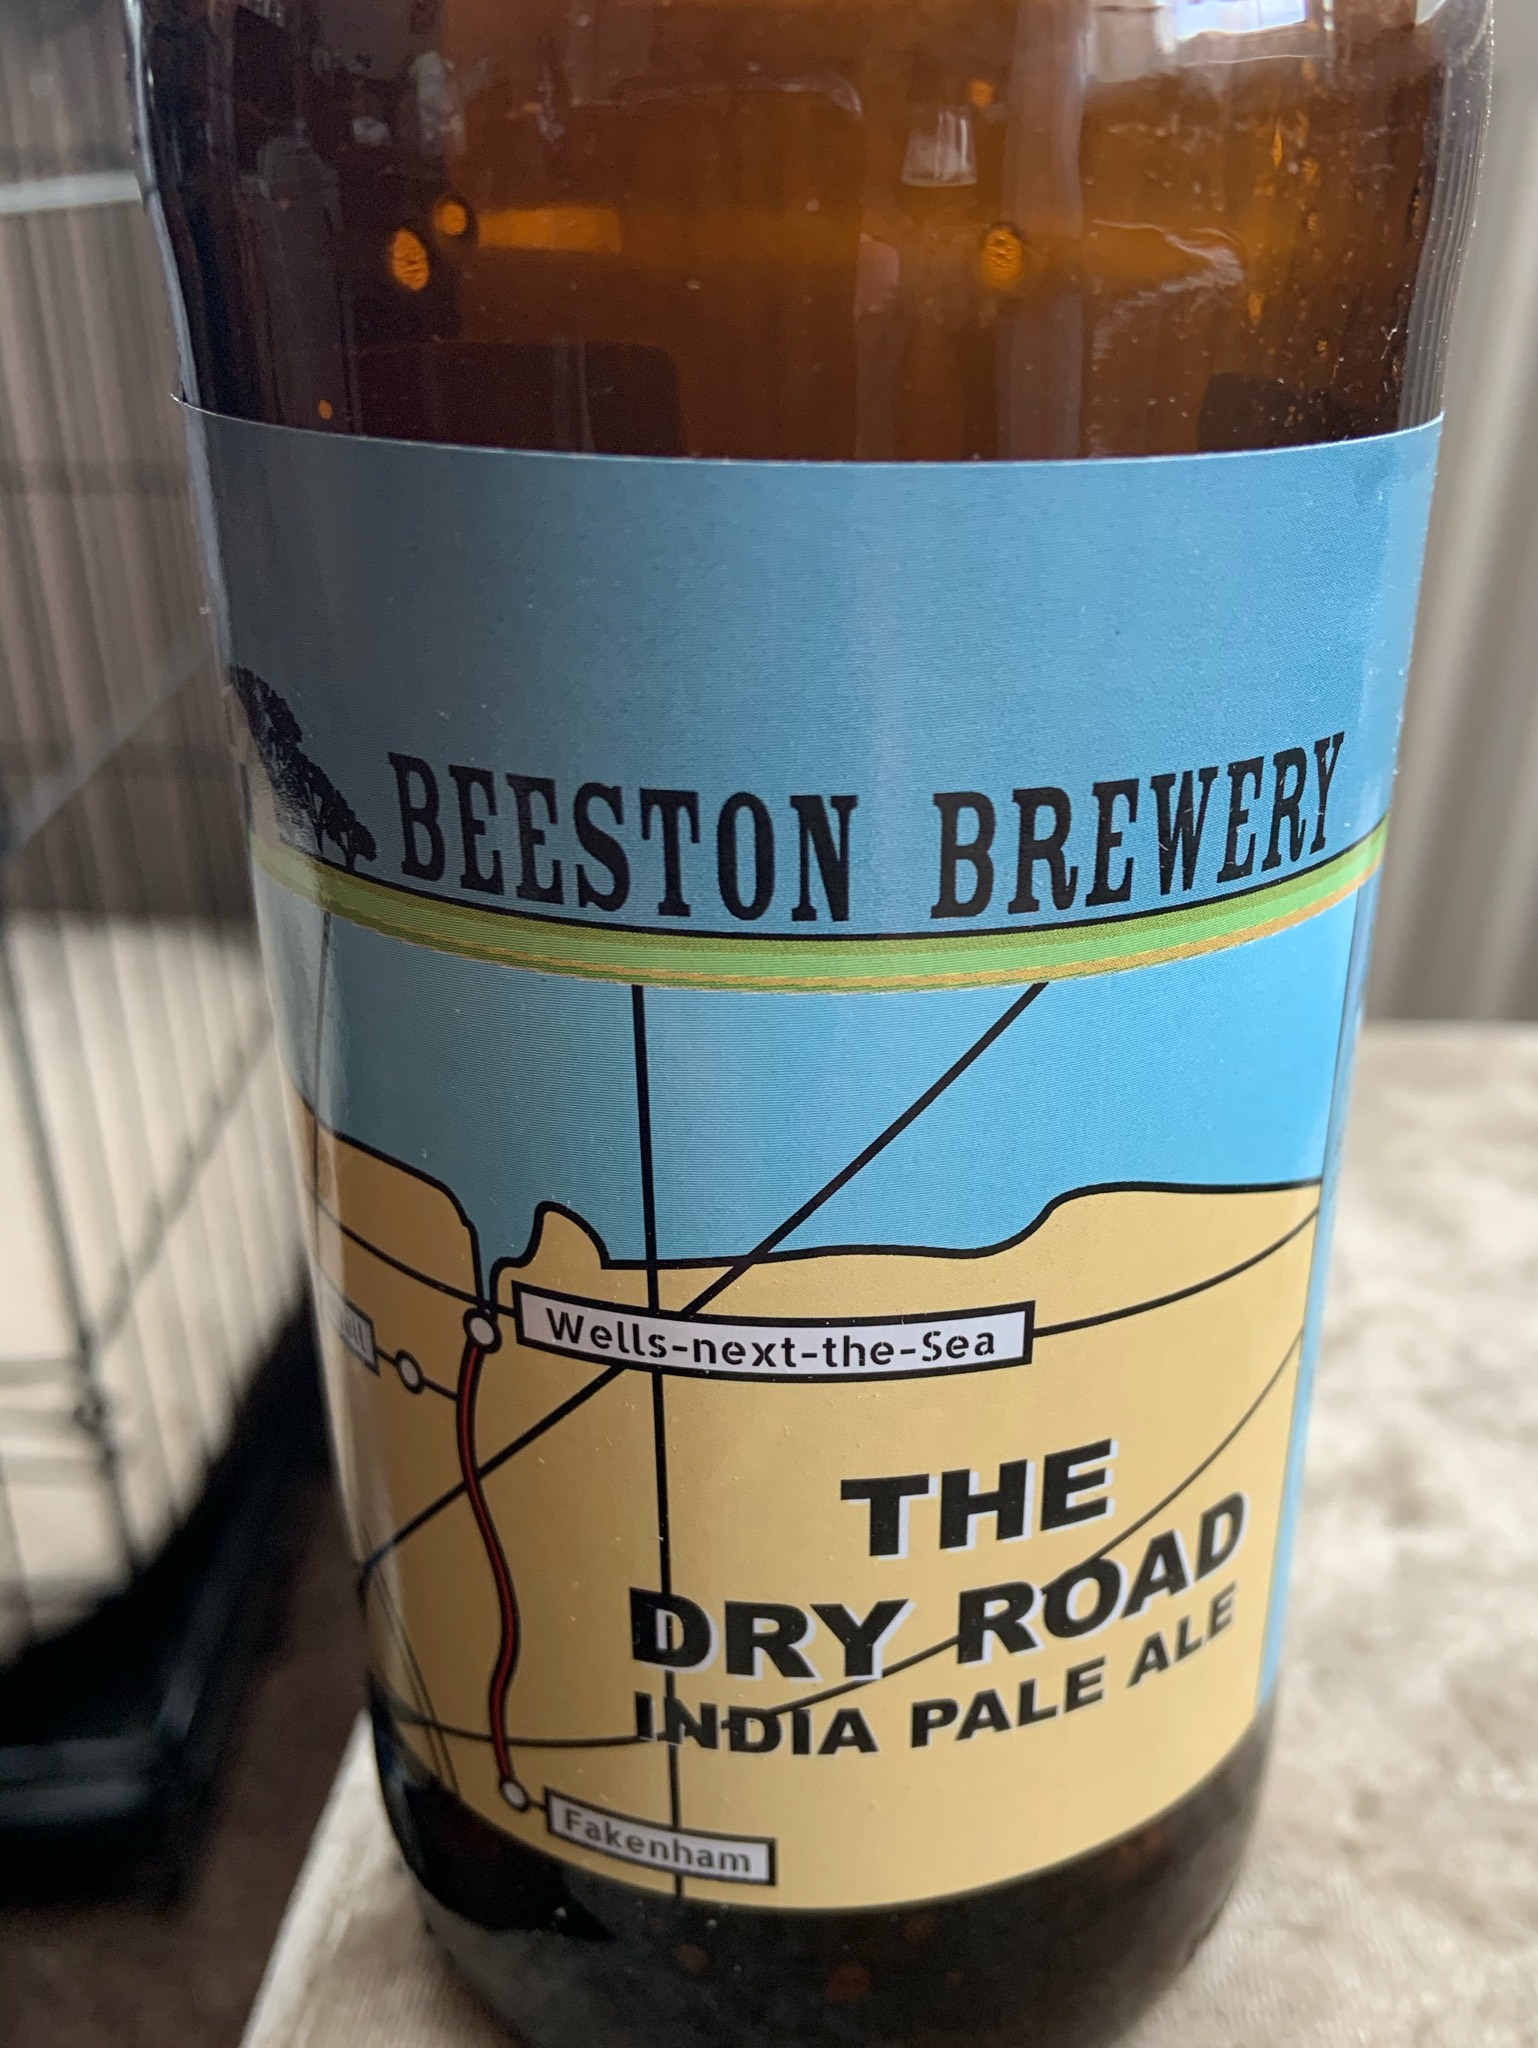 BEESTON BREWERY
Wells-next-the-Sea
THE
DRY ROAD
INDIA PALE ALE
Fakenham